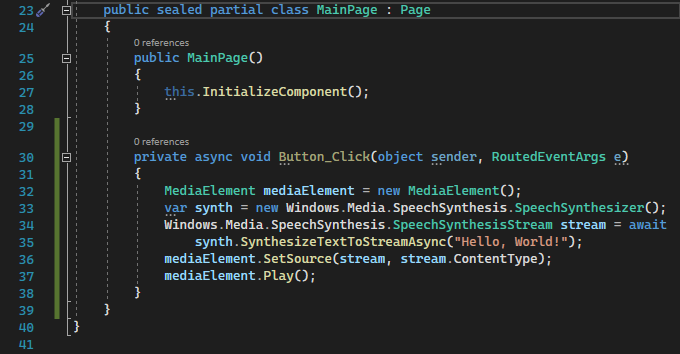 23 public sealed partial class MainPage : Page
24 {
0 references
25 public MainPage()
26 {
27 this.InitializeComponent();
28 }
29
0 references
30 private async void Button_Click(object sender, RoutedEventArgs e)
31 {
32 MediaElement mediaElement = new MediaElement();
33 var synth = new Windows.Media.SpeechSynthesis.SpeechSynthesizer();
34 Windows.Media.SpeechSynthesis.SpeechSynthesisStream stream = await
35 synth.SynthesizeTextToStreamAsync("Hello, World!");
36 mediaElement.SetSource(stream, stream.ContentType);
37 mediaElement.Play();
38 }
39 }
40 }
41